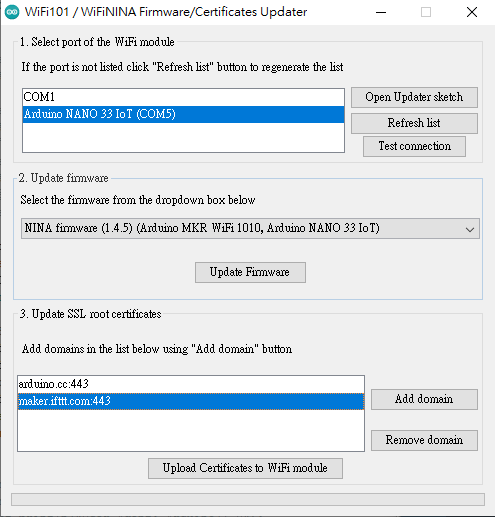 WiFi101 / WiFiNINA Firmware/Certificates Updater
1. Select port of the WiFi module
If the port is not listed click "Refresh list" button to regenerate the list
COM1
Arduino NANO 33 IoT (COM5)
Open Updater sketch
Refresh list
Test connection
2. Update firmware
Select the firmware from the dropdown box below
NINA firmware (1.4.5) (Arduino MKR WiFi 1010, Arduino NANO 33 IoT)
Update Firmware
3. Update SSL root certificates
Add domains in the list below using "Add domain" button
arduino.cc:443
maker.ifttt.com:443
Add domain
Remove domain
Upload Certificates to WiFi module